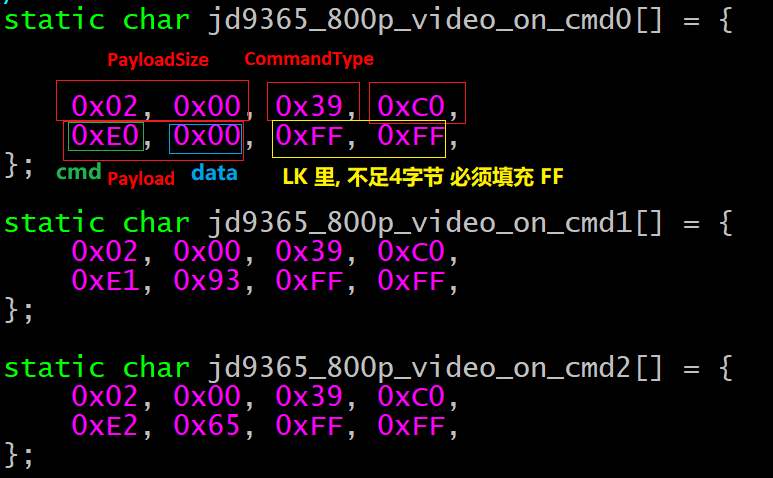 static char jd9365_800p_video_on_cmd0[] = {
PayloadSize CommandType
0x02, 0x00, 0x39, 0xC0,
0xE0, 0x00, 0xFF, 0xFF,
};
cmd Payload data LK 里, 不足4字节 必须填充 FF
static char jd9365_800p_video_on_cmd1[] = {
0x02, 0x00, 0x39, 0xC0,
0xE1, 0x93, 0xFF, 0xFF,
};
static char jd9365_800p_video_on_cmd2[] = {
0x02, 0x00, 0x39, 0xC0,
0xE2, 0x65, 0xFF, 0xFF,
};